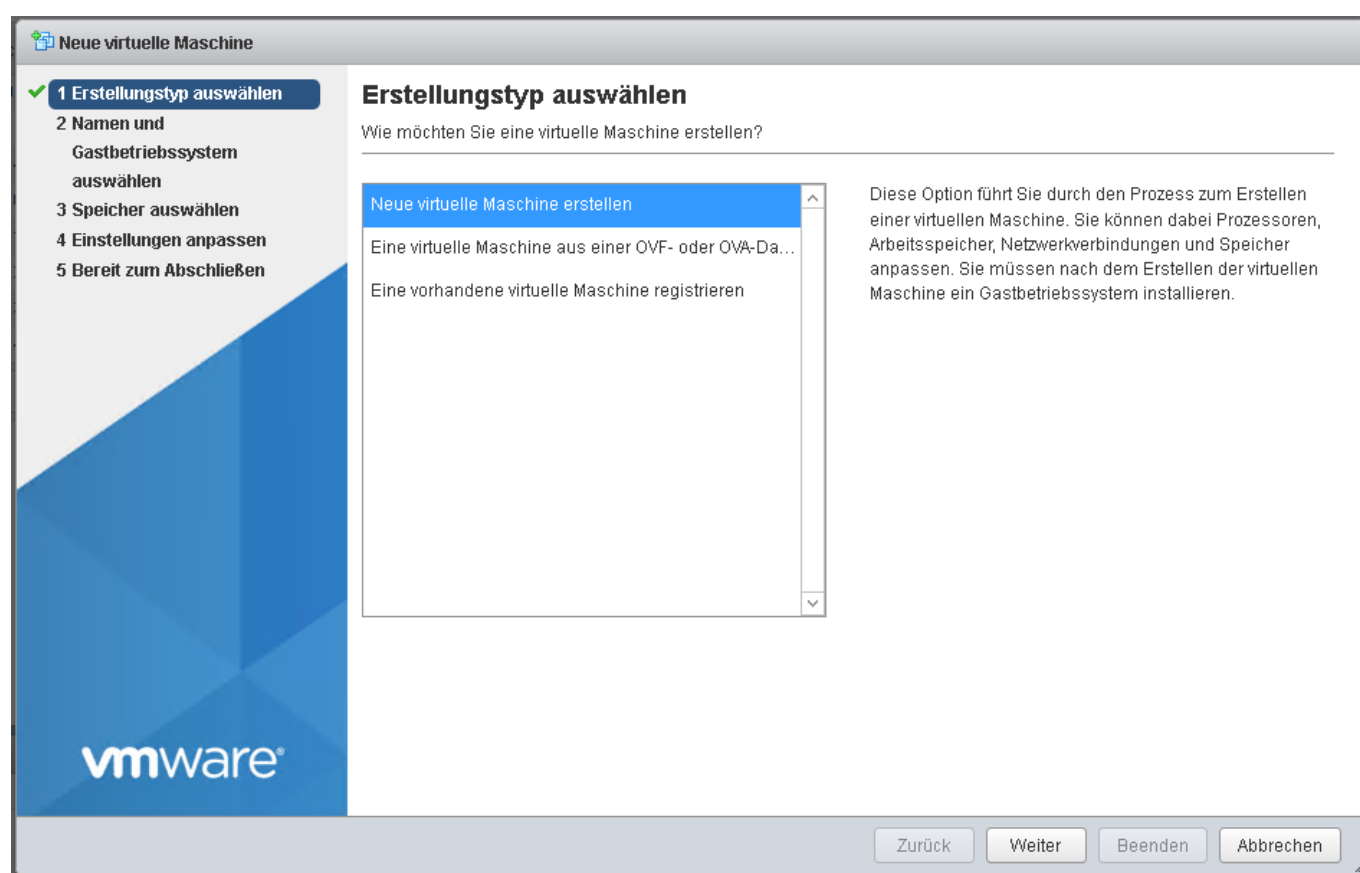 Neue virtuelle Maschine
1 Erstellungstyp auswählen
2 Namen und
Gastbetriebssystem
auswählen
3 Speicher auswählen
4 Einstellungen anpassen
5 Bereit zum Abschließen
vmware®
Erstellungstyp auswählen
Wie möchten Sie eine virtuelle Maschine erstellen?
Neue virtuelle Maschine erstellen
Eine virtuelle Maschine aus einer OVF- oder OVA-Da...
Eine vorhandene virtuelle Maschine registrieren
Diese Option führt Sie durch den Prozess zum Erstellen
einer virtuellen Maschine. Sie können dabei Prozessoren,
Arbeitsspeicher, Netzwerkverbindungen und Speicher
anpassen. Sie müssen nach dem Erstellen der virtuellen
Maschine ein Gastbetriebssystem installieren.
Zurück Weiter Beenden Abbrechen